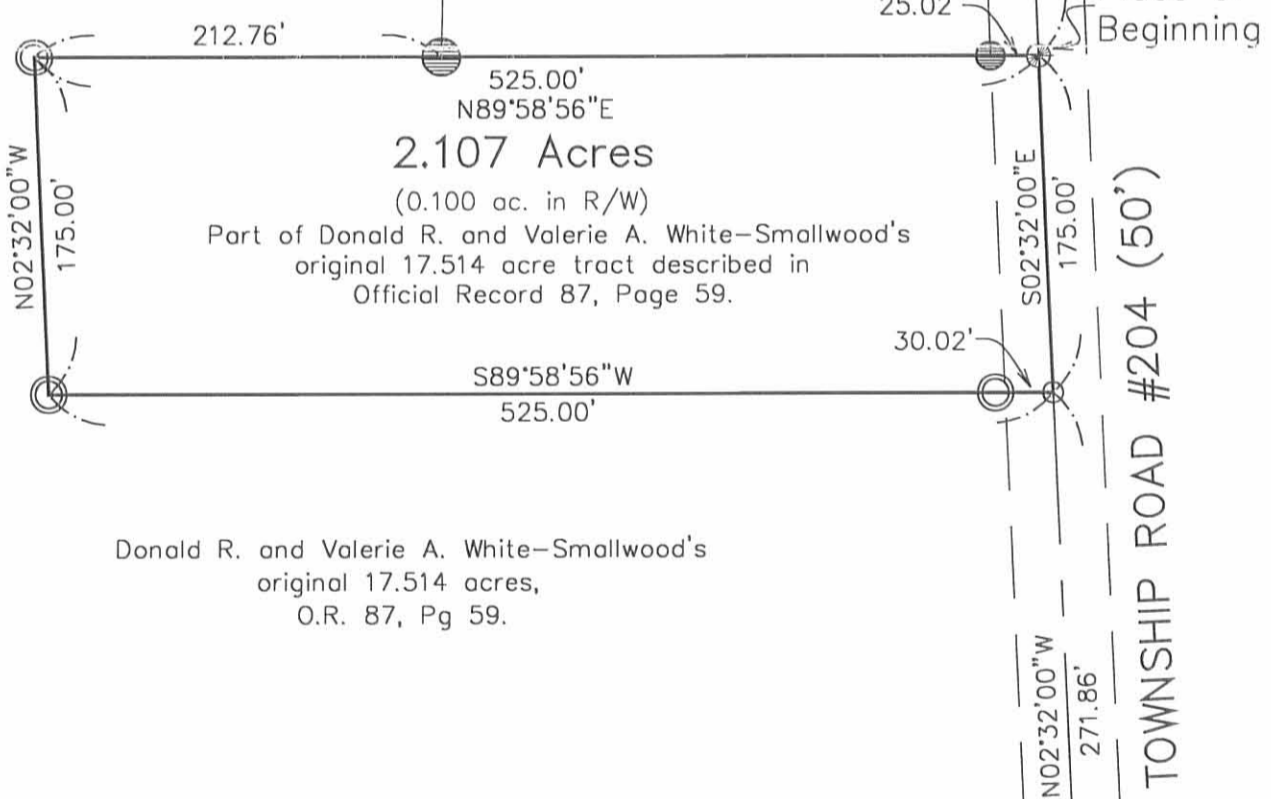 25.02
Beginning
212.76'
525.00'
N89°58'56"E
2.107 Acres
(0.100 ac. in R/W)
Part of Donald R. and Valerie A. White-Smallwood's
original 17.514 acre tract described in
Official Record 87, Page 59.
N02°32'00"W
175.00'
S02°32'00"E
175.00'
30.02'
S89°58'56"W
525.00'
TOWNSHIP ROAD #204 (50')
Donald R. and Valerie A. White-Smallwood's
original 17.514 acres,
O.R. 87, Pg 59.
N02°32'00"W
271.86'